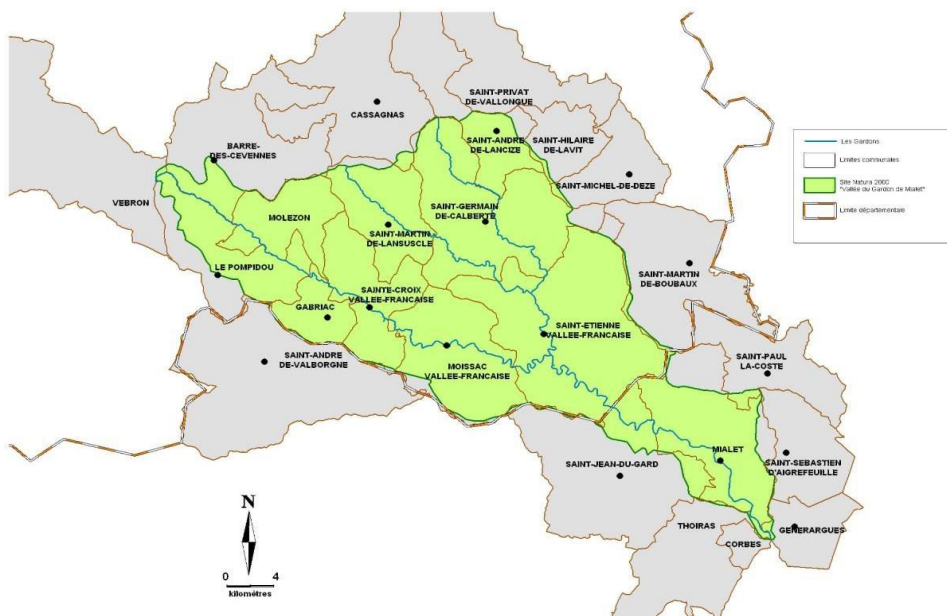 SAINT-PRIVAT
DE-VALLONGUE
CASSAGNAS
SAINT-ANDRE
DE-LANCIZE
SAINT-HILAIRE
DE-LAVIT
BARRE-
DES-CEVENNES
SAINT-MICHEL-DE-DEZE
VEBRON
MOLEZON
SAINT-GERMAIN
DE-CALBERTE
SAINT-MARTIN
DE-LANSUSCLE
LE POMPIDOU
SAINT-MARTIN
DE-BOUBAUX
SAINTE-CROIX
VALLEE-FRANCAISE
GABRIAC
SAINT-ETIENNE
VALLEE-FRANCAISE
SAINT-ANDRE
DE-VALBORGNE
MOISSAC
VALLEE-FRANCAISE
SAINT-PAUL
LA-COSTE
MIALET
SAINT-JEAN-DU-GARD
SAINT-SEBASTIEN
D'AIGREFEUILLE
THOIRAS
GENERARGUES
CORBES
N
0 4
kilomètres
Les Gardons
Limites communales
Site Natura 2000
"Vallée du Gardon de Mialet"
Limite départementale